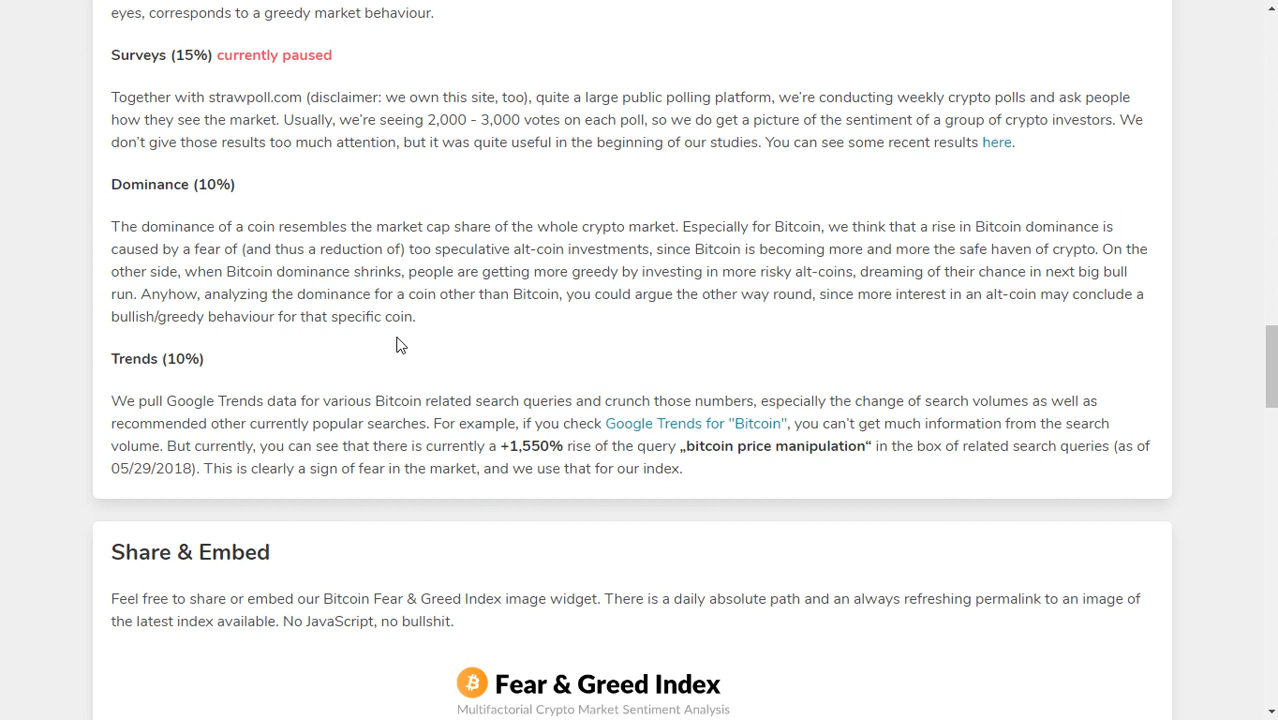 eyes, corresponds to a greedy market behaviour.
Surveys (15%) currently paused
Together with strawpoll.com (disclaimer: we own this site, too), quite a large public polling platform, we’re conducting weekly crypto polls and ask people
how they see the market. Usually, we’re seeing 2,000 - 3,000 votes on each poll, so we do get a picture of the sentiment of a group of crypto investors. We
don’t give those results too much attention, but it was quite useful in the beginning of our studies. You can see some recent results here.
Dominance (10%)
The dominance of a coin resembles the market cap share of the whole crypto market. Especially for Bitcoin, we think that a rise in Bitcoin dominance is
caused by a fear of (and thus a reduction of) too speculative alt-coin investments, since Bitcoin is becoming more and more the safe haven of crypto. On the
other side, when Bitcoin dominance shrinks, people are getting more greedy by investing in more risky alt-coins, dreaming of their chance in next big bull
run. Anyhow, analyzing the dominance for a coin other than Bitcoin, you could argue the other way round, since more interest in an alt-coin may conclude a
bullish/greedy behaviour for that specific coin.
Trends (10%)
We pull Google Trends data for various Bitcoin related search queries and crunch those numbers, especially the change of search volumes as well as
recommended other currently popular searches. For example, if you check Google Trends for "Bitcoin", you can’t get much information from the search
volume. But currently, you can see that there is currently a +1,550% rise of the query „bitcoin price manipulation“ in the box of related search queries (as of
05/29/2018). This is clearly a sign of fear in the market, and we use that for our index.
Share & Embed
Feel free to share or embed our Bitcoin Fear & Greed Index image widget. There is a daily absolute path and an always refreshing permalink to an image of
the latest index available. No JavaScript, no bullshit.
Fear & Greed Index
Multifactorial Crypto Market Sentiment Analysis